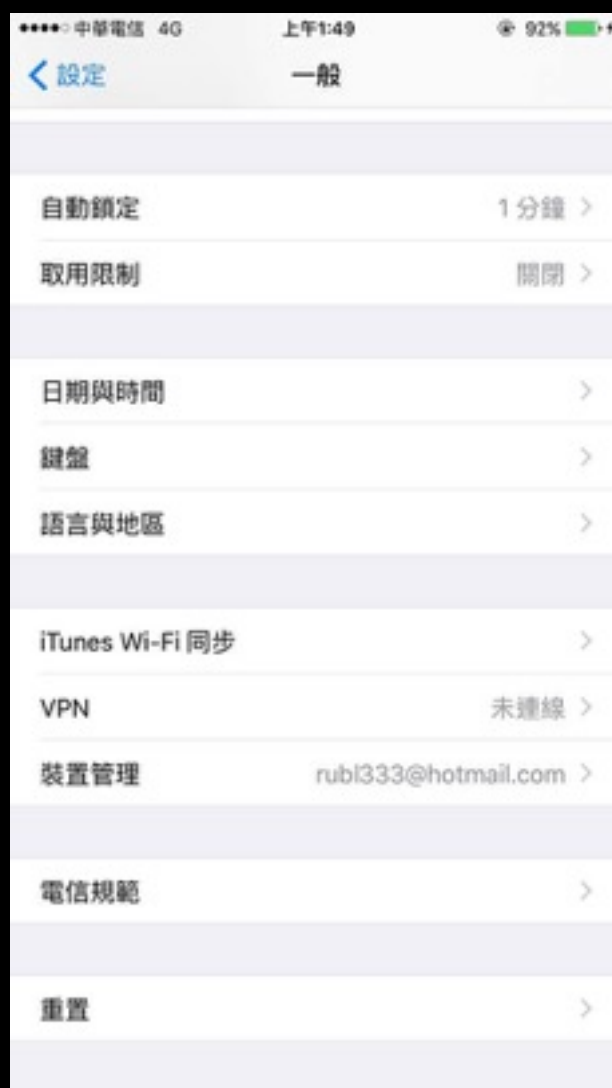 中華電信 4G 上午1:49 92%
設定 一般
自動鎖定 1 分鐘
取用限制 關閉
日期與時間
鍵盤
語言與地區
iTunes Wi-Fi 同步
VPN 未連線
裝置管理 rubl333@hotmail.com
電信規範
重置